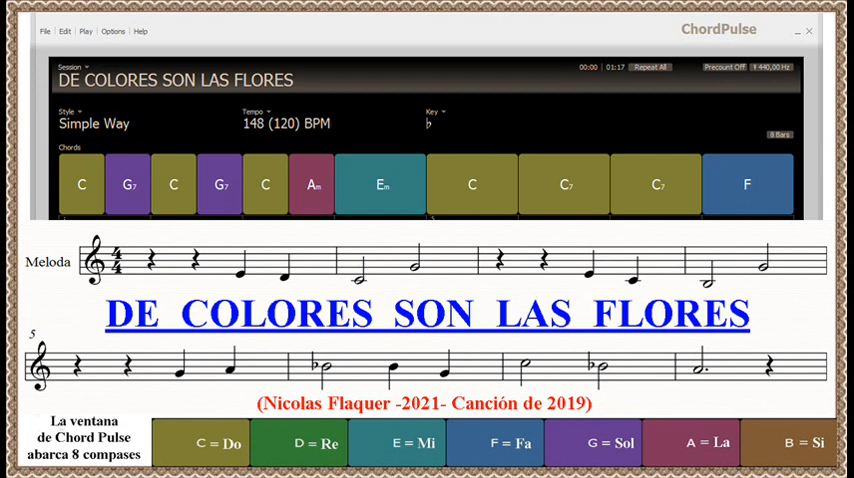 File Edit Play Options Help
ChordPulse
Session
DE COLORES SON LAS FLORES
00:00 01:17 Repeat All Precount Off 440,00 Hz
Style Tempo Key
Simple Way 148 (120) BPM ♭
8 Bars
Chords
C G7 C G7 C Am Em C C7 C7 F
Meloda
DE COLORES SON LAS FLORES
5
(Nicolas Flaquer -2021- Canción de 2019)
La ventana
de Chord Pulse
abarca 8 compases
C = Do D = Re E = Mi F = Fa G = Sol A = La B = Si